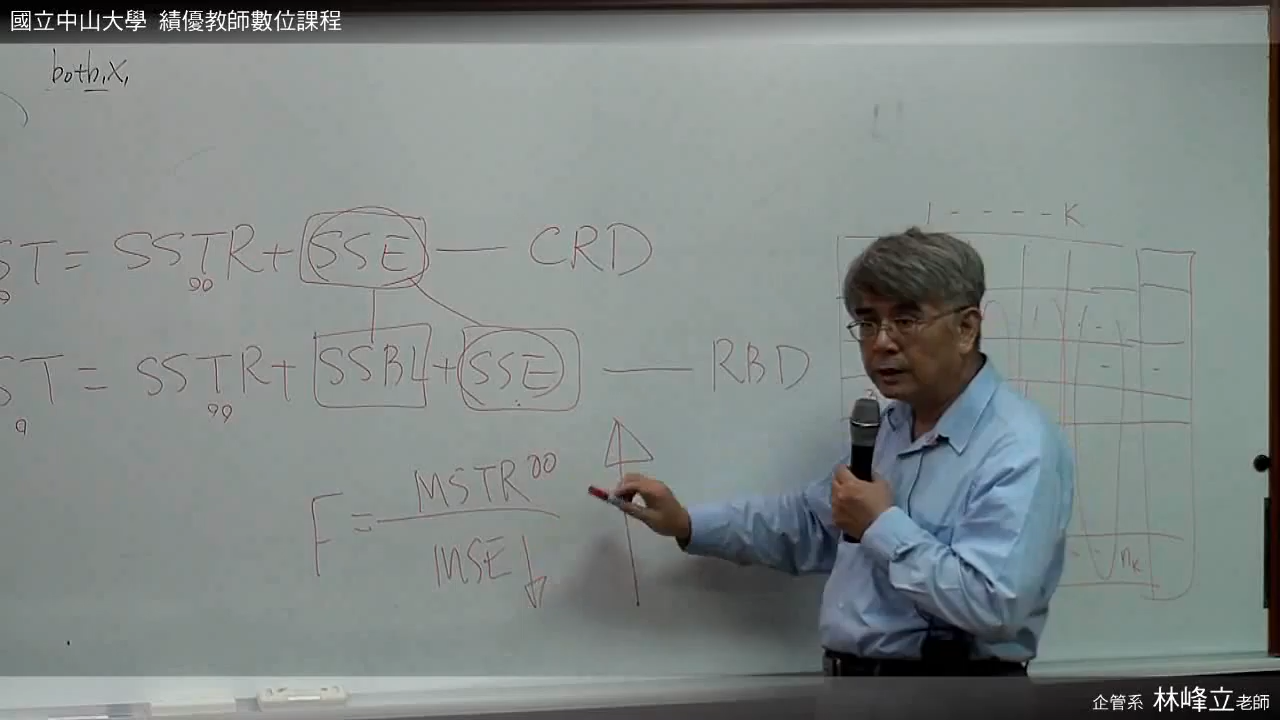 國立中山大學 績優教師數位課程
both, X,
1 - - - - K
ST = SSTR + SSE — CRD
ST = SSTR + SSBL + SSE — RBD
F = MSTR
MSE ↓
nk
企管系 林峰立老師